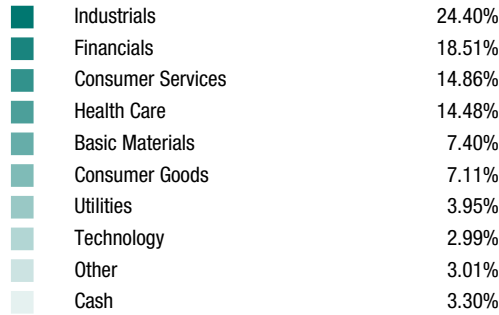 Industrials 24.40%
Financials 18.51%
Consumer Services 14.86%
Health Care 14.48%
Basic Materials 7.40%
Consumer Goods 7.11%
Utilities 3.95%
Technology 2.99%
Other 3.01%
Cash 3.30%